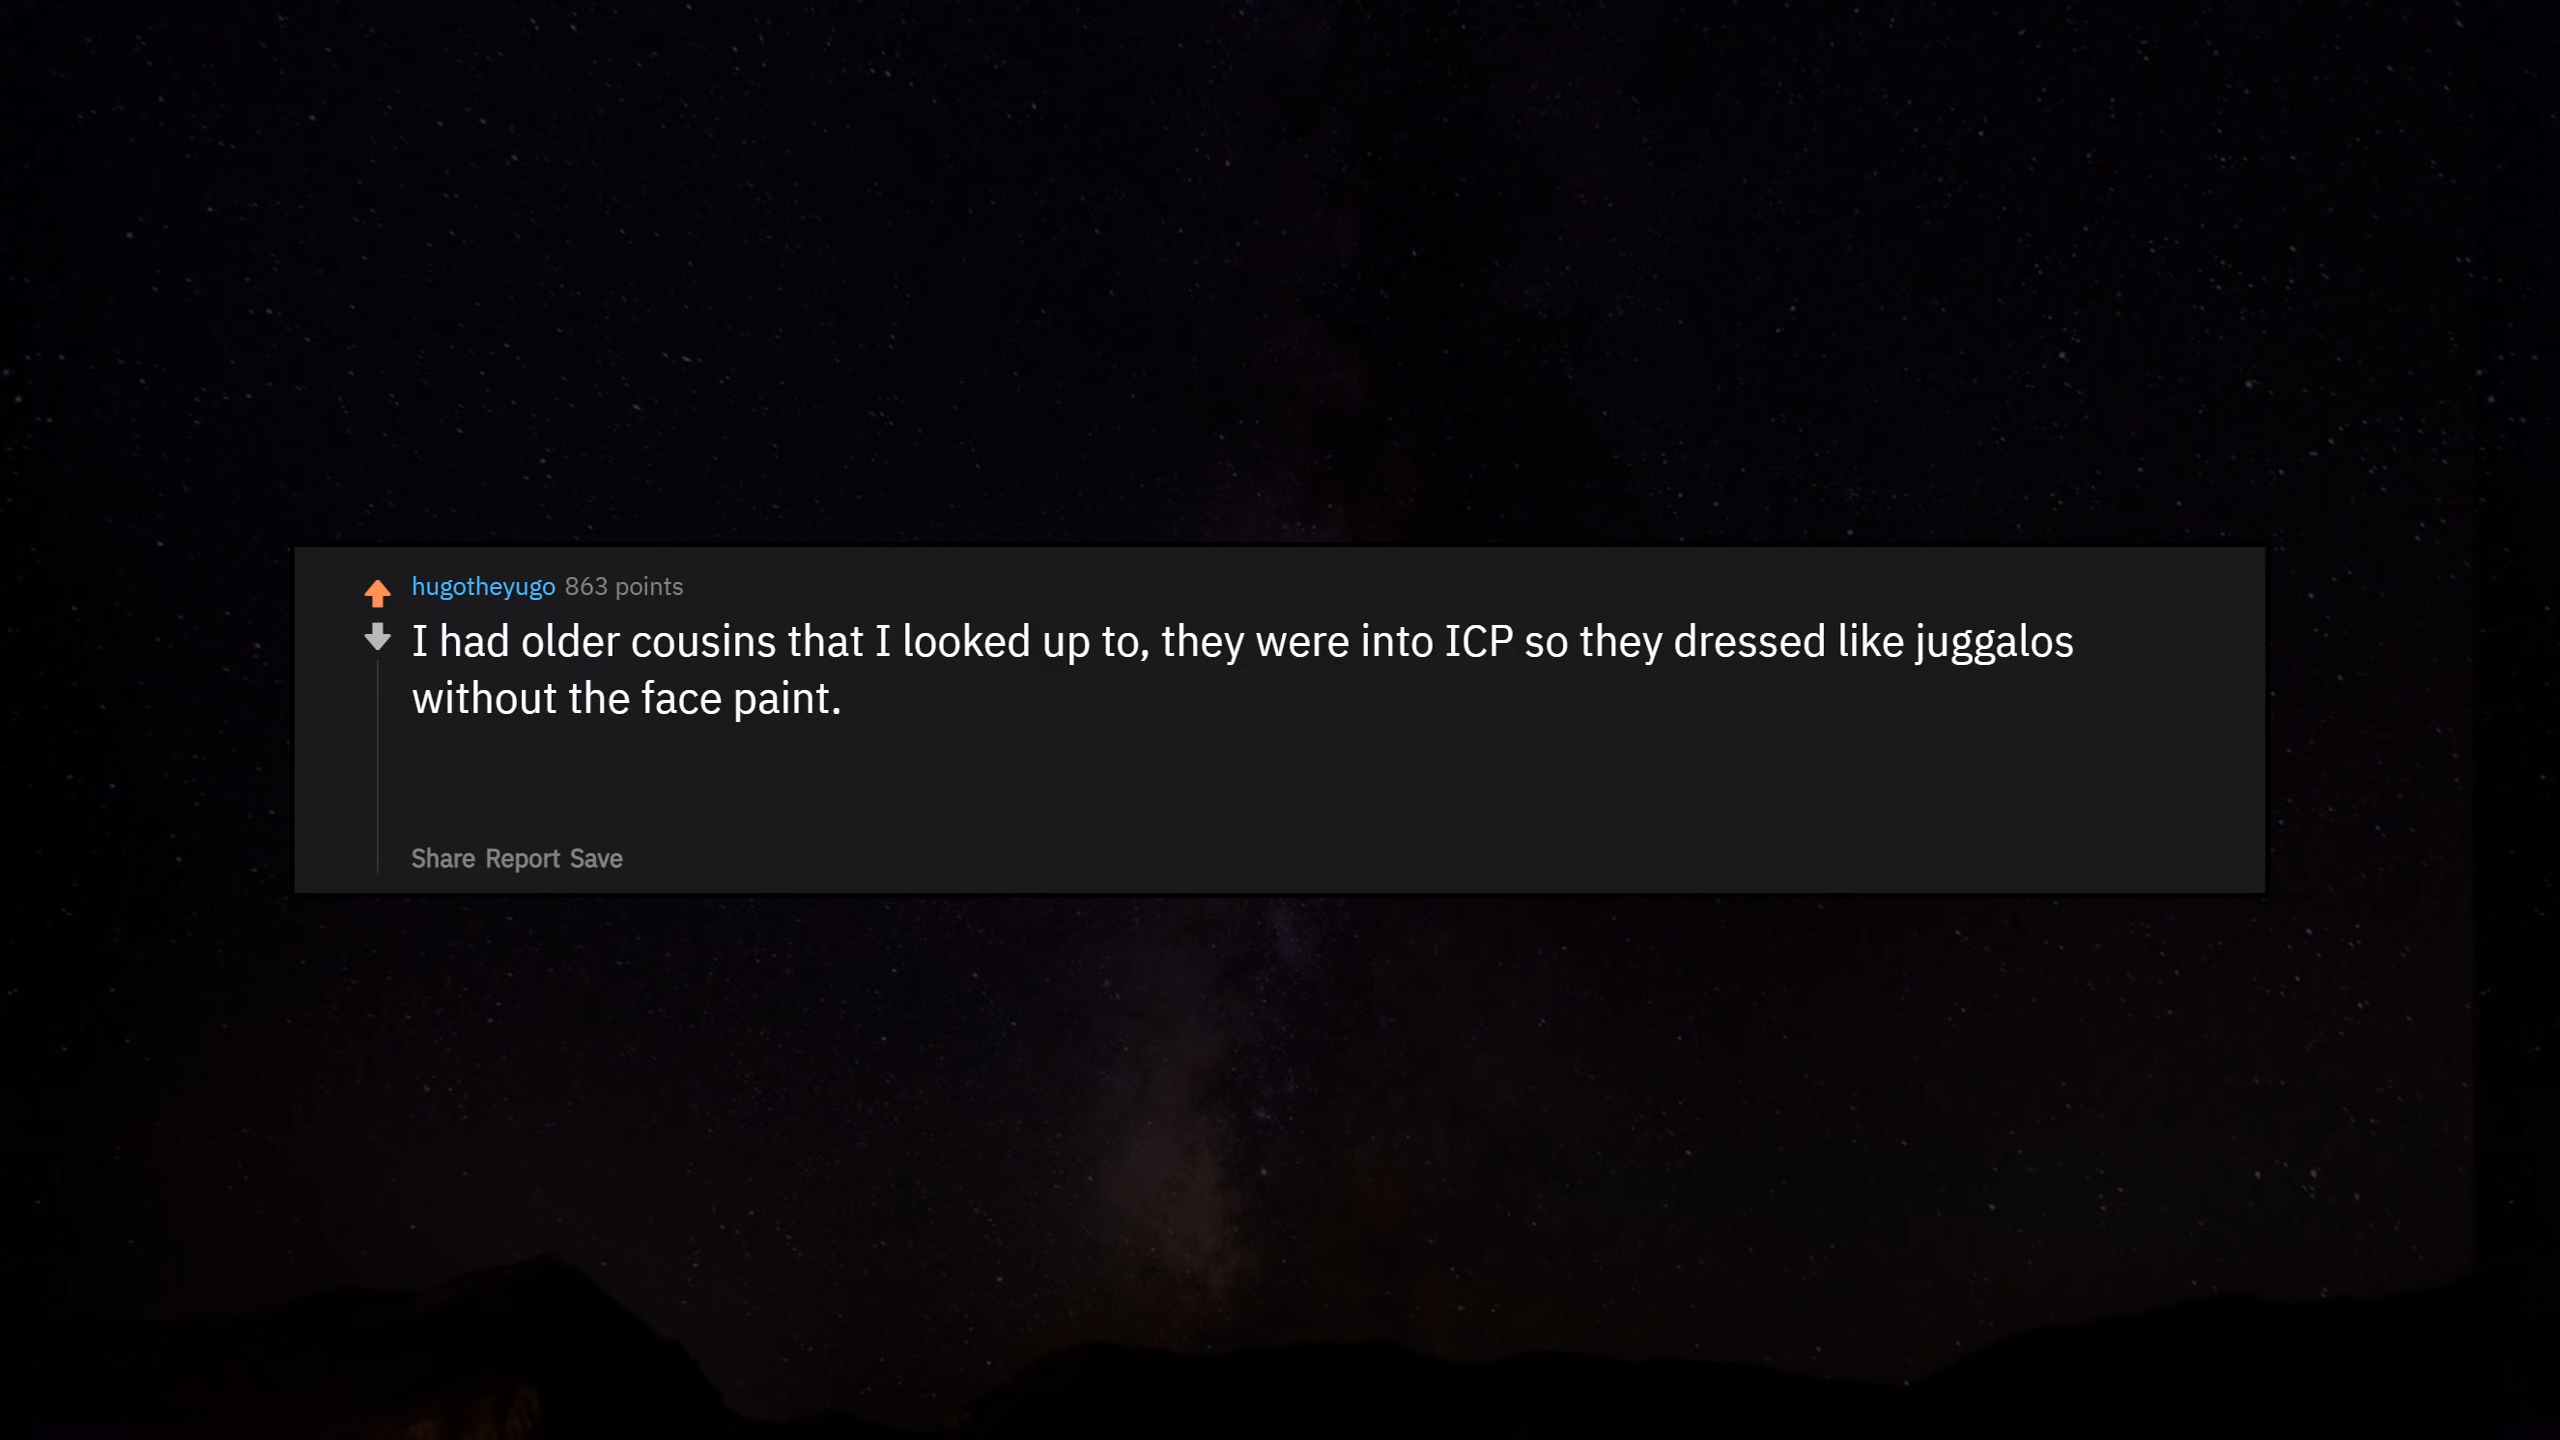 hugotheyugo 863 points
I had older cousins that I looked up to, they were into ICP so they dressed like juggalos
without the face paint.
Share Report Save